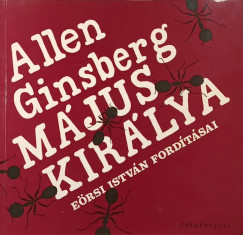 Allen
Ginsberg
MÁJUS
KIRÁLYA
EÖRSI ISTVÁN FORDÍTÁSAI